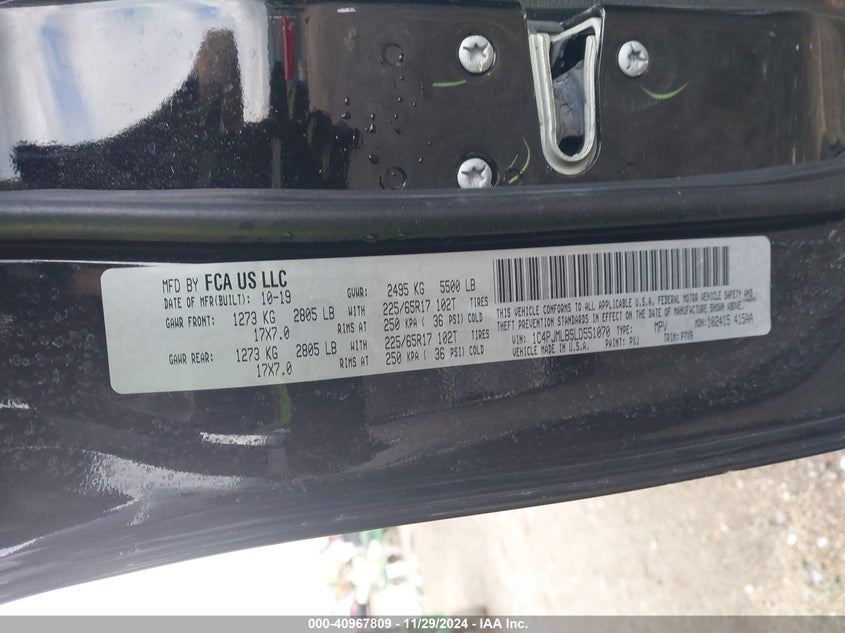 MFD BY FCA US LLC
DATE OF MFR(BUILT): 10-19 GVWR: 2495 KG 5500 LB
GAWR FRONT: 1273 KG 2805 LB WITH 225/65R17 102T TIRES
17X7.0 RIMS AT 250 KPA ( 36 PSI) COLD
GAWR REAR: 1273 KG 2805 LB WITH 225/65R17 102T TIRES
17X7.0 RIMS AT 250 KPA ( 36 PSI) COLD
THIS VEHICLE CONFORMS TO ALL APPLICABLE U.S.A. FEDERAL MOTOR VEHICLE SAFETY AND
THEFT PREVENTION STANDARDS IN EFFECT ON THE DATE OF MANUFACTURE SHOWN ABOVE.
VIN: 1C4PJMLB5LD551070 TYPE: MPV MDH: 102415 415AA
VEHICLE MADE IN U.S.A. PAINT: PXJ TRIM: P7X9
000-40967809 - 11/29/2024 - IAA Inc.